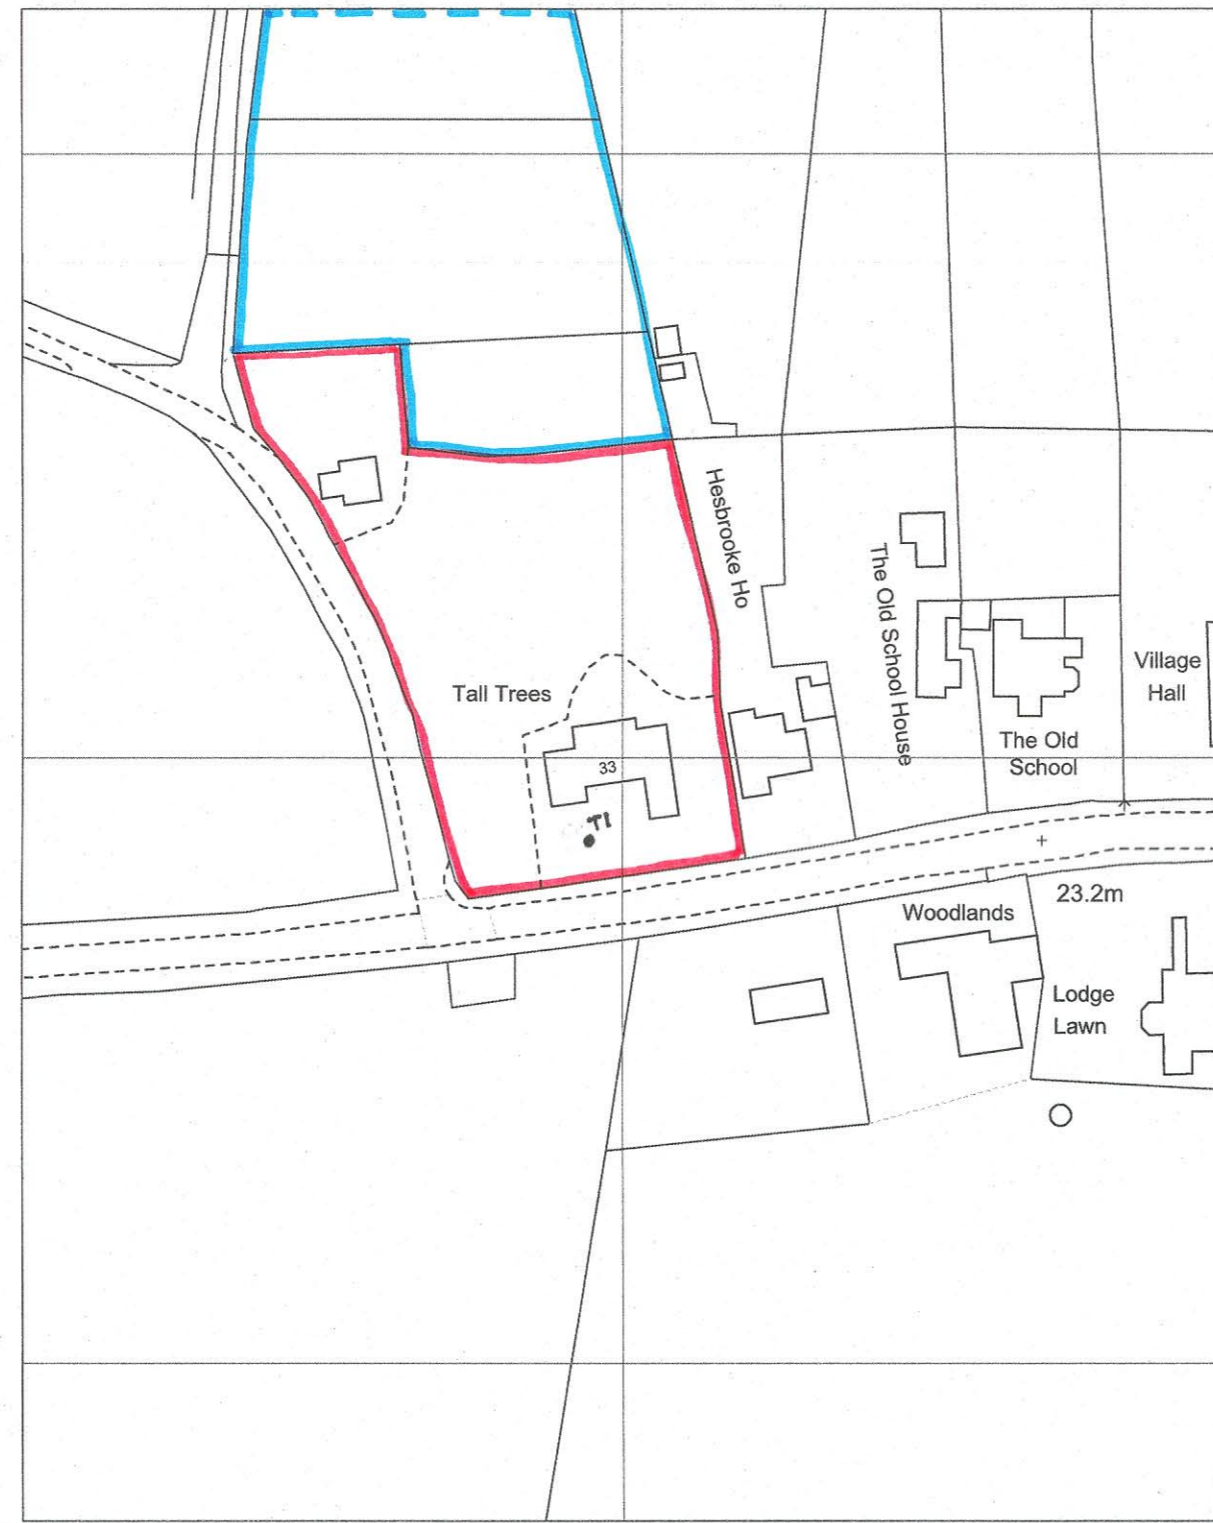 Hesbrooke Ho
The Old School House
Village
Hall
Tall Trees
The Old
School
33
T1
23.2m
Woodlands
Lodge
Lawn